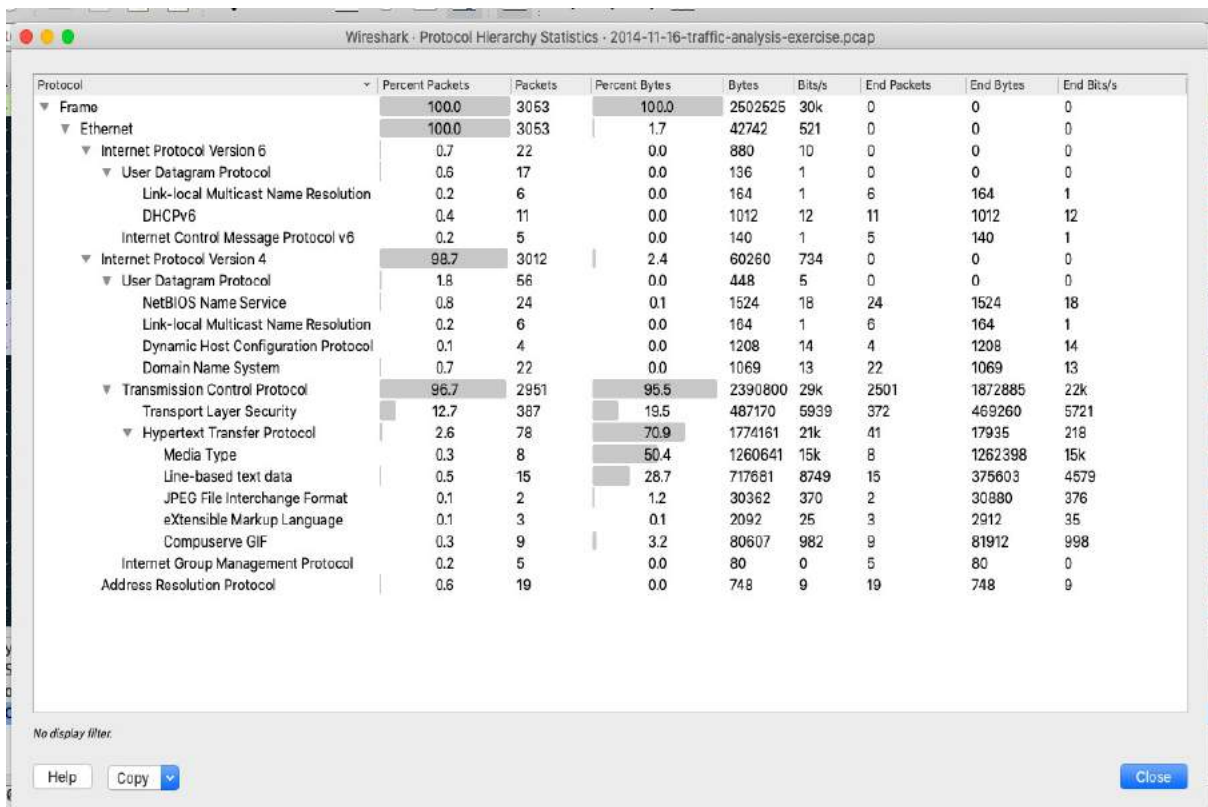 Wireshark · Protocol Hierarchy Statistics · 2014-11-16-traffic-analysis-exercise.pcap
Protocol Percent Packets Packets Percent Bytes Bytes Bits/s End Packets End Bytes End Bits/s
Frame 100.0 3053 100.0 2502525 30k 0 0 0
Ethernet 100.0 3053 1.7 42742 521 0 0 0
Internet Protocol Version 6 0.7 22 0.0 880 10 0 0 0
User Datagram Protocol 0.6 17 0.0 136 1 0 0 0
Link-local Multicast Name Resolution 0.2 6 0.0 164 1 6 164 1
DHCPv6 0.4 11 0.0 1012 12 11 1012 12
Internet Control Message Protocol v6 0.2 5 0.0 140 1 5 140 1
Internet Protocol Version 4 98.7 3012 2.4 60260 734 0 0 0
User Datagram Protocol 1.8 56 0.0 448 5 0 0 0
NetBIOS Name Service 0.8 24 0.1 1524 18 24 1524 18
Link-local Multicast Name Resolution 0.2 6 0.0 164 1 6 164 1
Dynamic Host Configuration Protocol 0.1 4 0.0 1208 14 4 1208 14
Domain Name System 0.7 22 0.0 1069 13 22 1069 13
Transmission Control Protocol 96.7 2951 95.5 2390800 29k 2501 1872885 22k
Transport Layer Security 12.7 387 19.5 487170 5939 372 469260 5721
Hypertext Transfer Protocol 2.6 78 70.9 1774161 21k 41 17935 218
Media Type 0.3 8 50.4 1260641 15k 8 1262398 15k
Line-based text data 0.5 15 28.7 717681 8749 15 375603 4579
JPEG File Interchange Format 0.1 2 1.2 30362 370 2 30880 376
eXtensible Markup Language 0.1 3 0.1 2092 25 3 2912 35
Compuserve GIF 0.3 9 3.2 80607 982 9 81912 998
Internet Group Management Protocol 0.2 5 0.0 80 0 5 80 0
Address Resolution Protocol 0.6 19 0.0 748 9 19 748 9
No display filter.
Help Copy Close